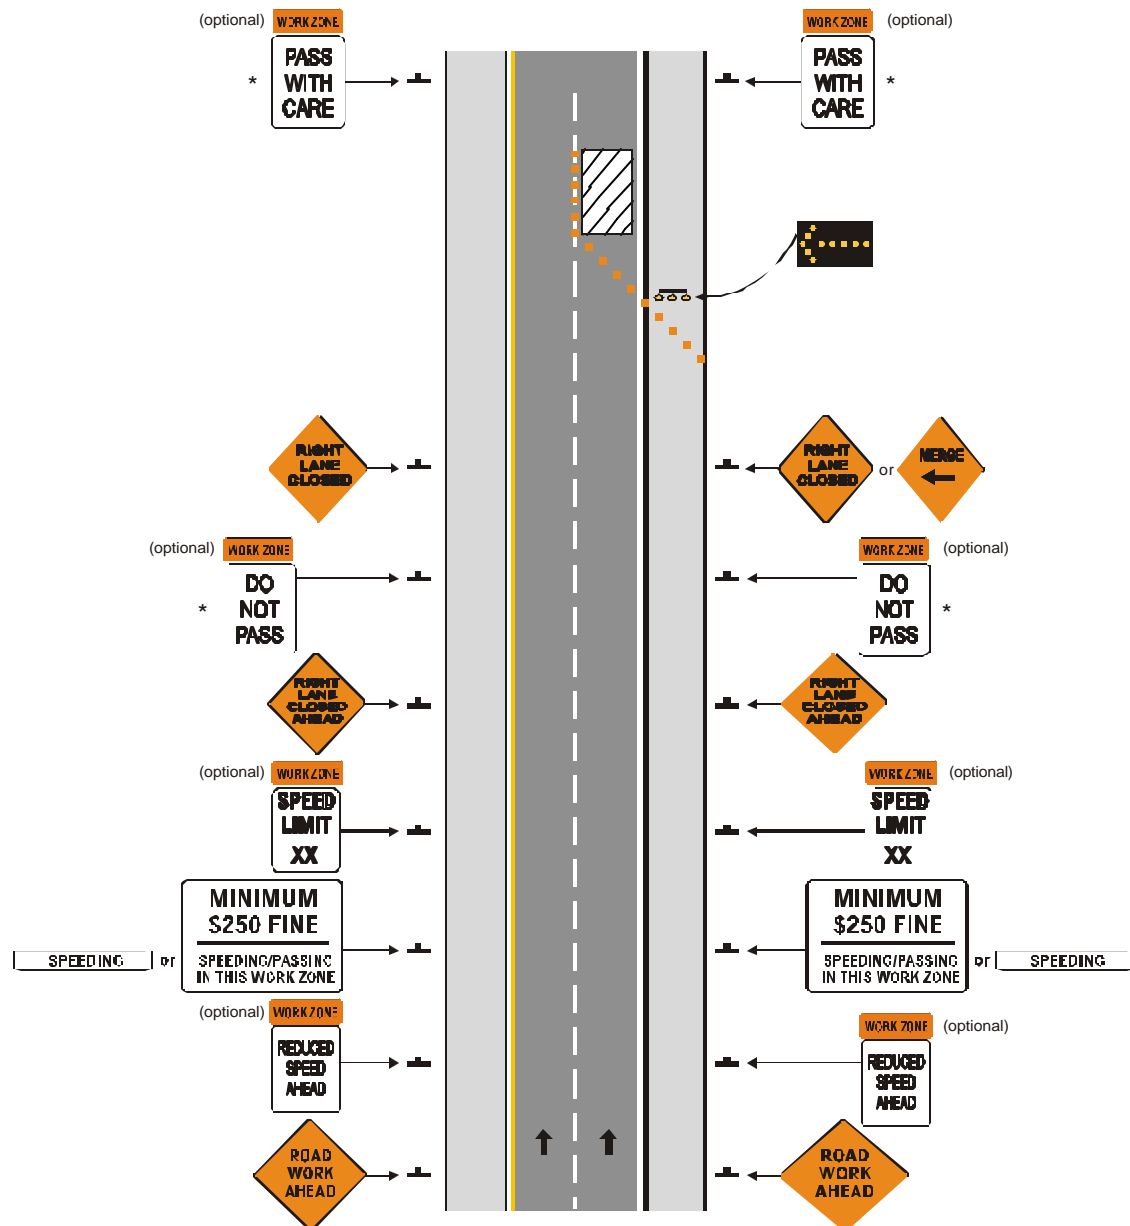 (optional) WORK ZONE
PASS
WITH
CARE
*
WORK ZONE (optional)
PASS
WITH
CARE
*
RIGHT
LANE
CLOSED
RIGHT
LANE
CLOSED
or
MERGE
(optional) WORK ZONE
DO
NOT
PASS
*
WORK ZONE (optional)
DO
NOT
PASS
*
RIGHT
LANE
CLOSED
AHEAD
RIGHT
LANE
CLOSED
AHEAD
(optional) WORK ZONE
SPEED
LIMIT
XX
WORK ZONE (optional)
SPEED
LIMIT
XX
MINIMUM
$250 FINE
SPEEDING/PASSING
IN THIS WORK ZONE
or
SPEEDING
MINIMUM
$250 FINE
SPEEDING/PASSING
IN THIS WORK ZONE
or
SPEEDING
(optional) WORK ZONE
REDUCED
SPEED
AHEAD
WORK ZONE (optional)
REDUCED
SPEED
AHEAD
ROAD
WORK
AHEAD
ROAD
WORK
AHEAD